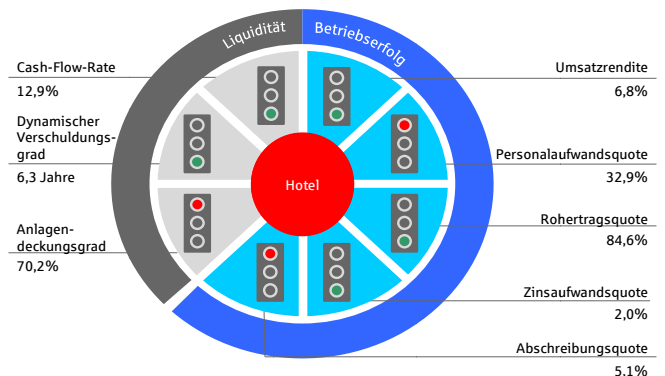 Liquidität
Betriebserfolg
Cash-Flow-Rate
12,9%
Dynamischer
Verschuldungs-
grad
6,3 Jahre
Anlagen-
deckungsgrad
70,2%
Hotel
Umsatzrendite
6,8%
Personalaufwandsquote
32,9%
Rohertragsquote
84,6%
Zinsaufwandsquote
2,0%
Abschreibungsquote
5,1%